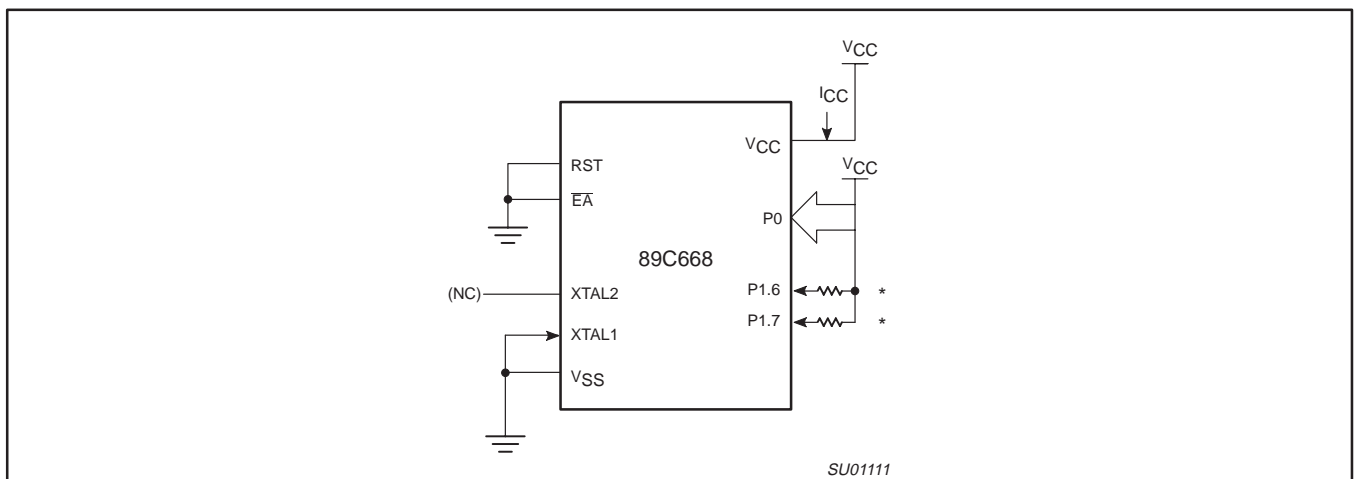 VCC
ICC
VCC
RST
VCC
EA
P0
89C668
(NC)
XTAL2
P1.6
*
P1.7
*
XTAL1
VSS
SU01111